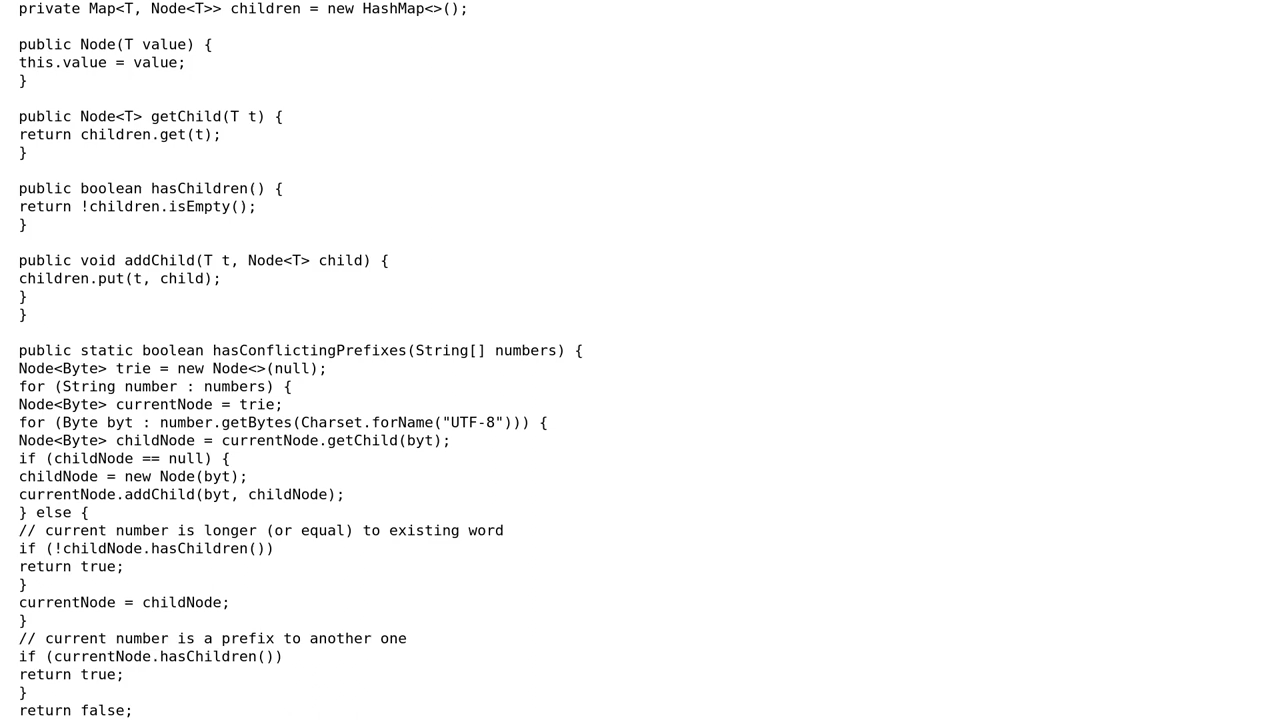 private Map<T, Node<T>> children = new HashMap<>();
public Node(T value) {
this.value = value;
}
public Node<T> getChild(T t) {
return children.get(t);
}
public boolean hasChildren() {
return !children.isEmpty();
}
public void addChild(T t, Node<T> child) {
children.put(t, child);
}
}
public static boolean hasConflictingPrefixes(String[] numbers) {
Node<Byte> trie = new Node<>(null);
for (String number : numbers) {
Node<Byte> currentNode = trie;
for (Byte byt : number.getBytes(Charset.forName("UTF-8"))) {
Node<Byte> childNode = currentNode.getChild(byt);
if (childNode == null) {
childNode = new Node(byt);
currentNode.addChild(byt, childNode);
} else {
// current number is longer (or equal) to existing word
if (!childNode.hasChildren())
return true;
}
currentNode = childNode;
}
// current number is a prefix to another one
if (currentNode.hasChildren())
return true;
}
return false;